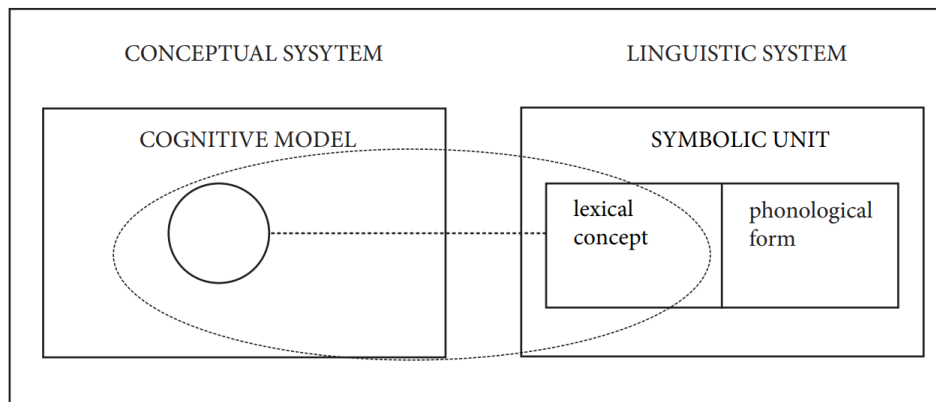 CONCEPTUAL SYSYTEM
LINGUISTIC SYSTEM
COGNITIVE MODEL
SYMBOLIC UNIT
lexical
concept
phonological
form